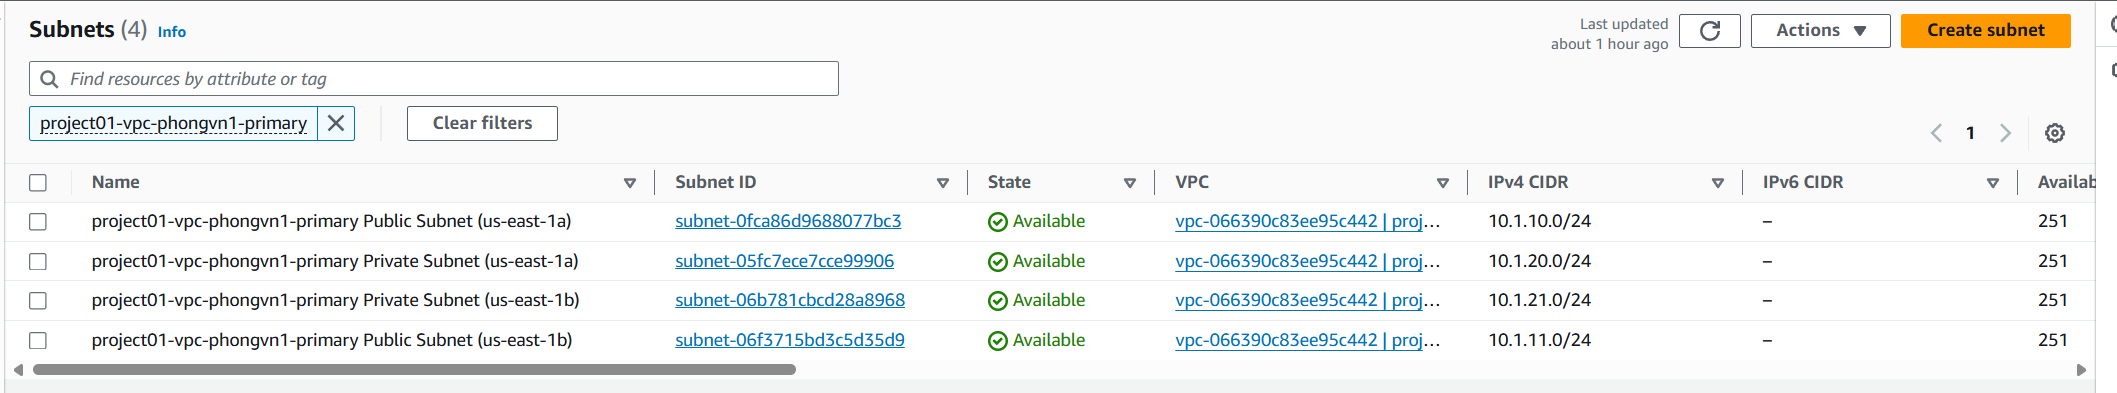 Subnets (4) Info
Last updated
about 1 hour ago
Actions
Create subnet
Find resources by attribute or tag
project01-vpc-phongvn1-primary
Clear filters
1
Name Subnet ID State VPC IPv4 CIDR IPv6 CIDR Availab
project01-vpc-phongvn1-primary Public Subnet (us-east-1a) subnet-0fca86d9688077bc3 Available vpc-066390c83ee95c442 | proj... 10.1.10.0/24 – 251
project01-vpc-phongvn1-primary Private Subnet (us-east-1a) subnet-05fc7ece7cce99906 Available vpc-066390c83ee95c442 | proj... 10.1.20.0/24 – 251
project01-vpc-phongvn1-primary Private Subnet (us-east-1b) subnet-06b781cbcd28a8968 Available vpc-066390c83ee95c442 | proj... 10.1.21.0/24 – 251
project01-vpc-phongvn1-primary Public Subnet (us-east-1b) subnet-06f3715bd3c5d35d9 Available vpc-066390c83ee95c442 | proj... 10.1.11.0/24 – 251